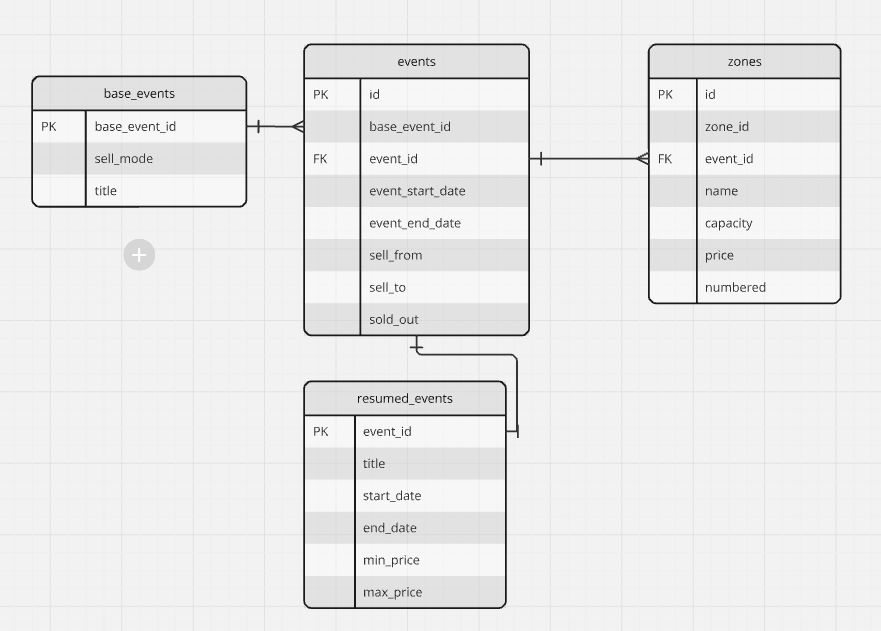 base_events
PK base_event_id
sell_mode
title
events
PK id
base_event_id
FK event_id
event_start_date
event_end_date
sell_from
sell_to
sold_out
zones
PK id
zone_id
FK event_id
name
capacity
price
numbered
resumed_events
PK event_id
title
start_date
end_date
min_price
max_price